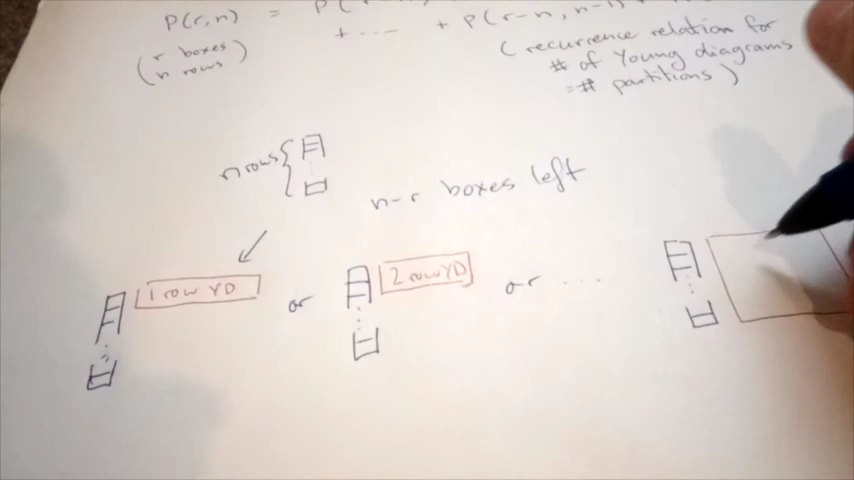 P(r,n) = P(
+ ... + P(r-n, n-1)
(r boxes
n rows)
(recurrence relation for
# of Young diagrams
=# partitions)
n rows {
n-r boxes left
1 row YD or 2 row YD or ...